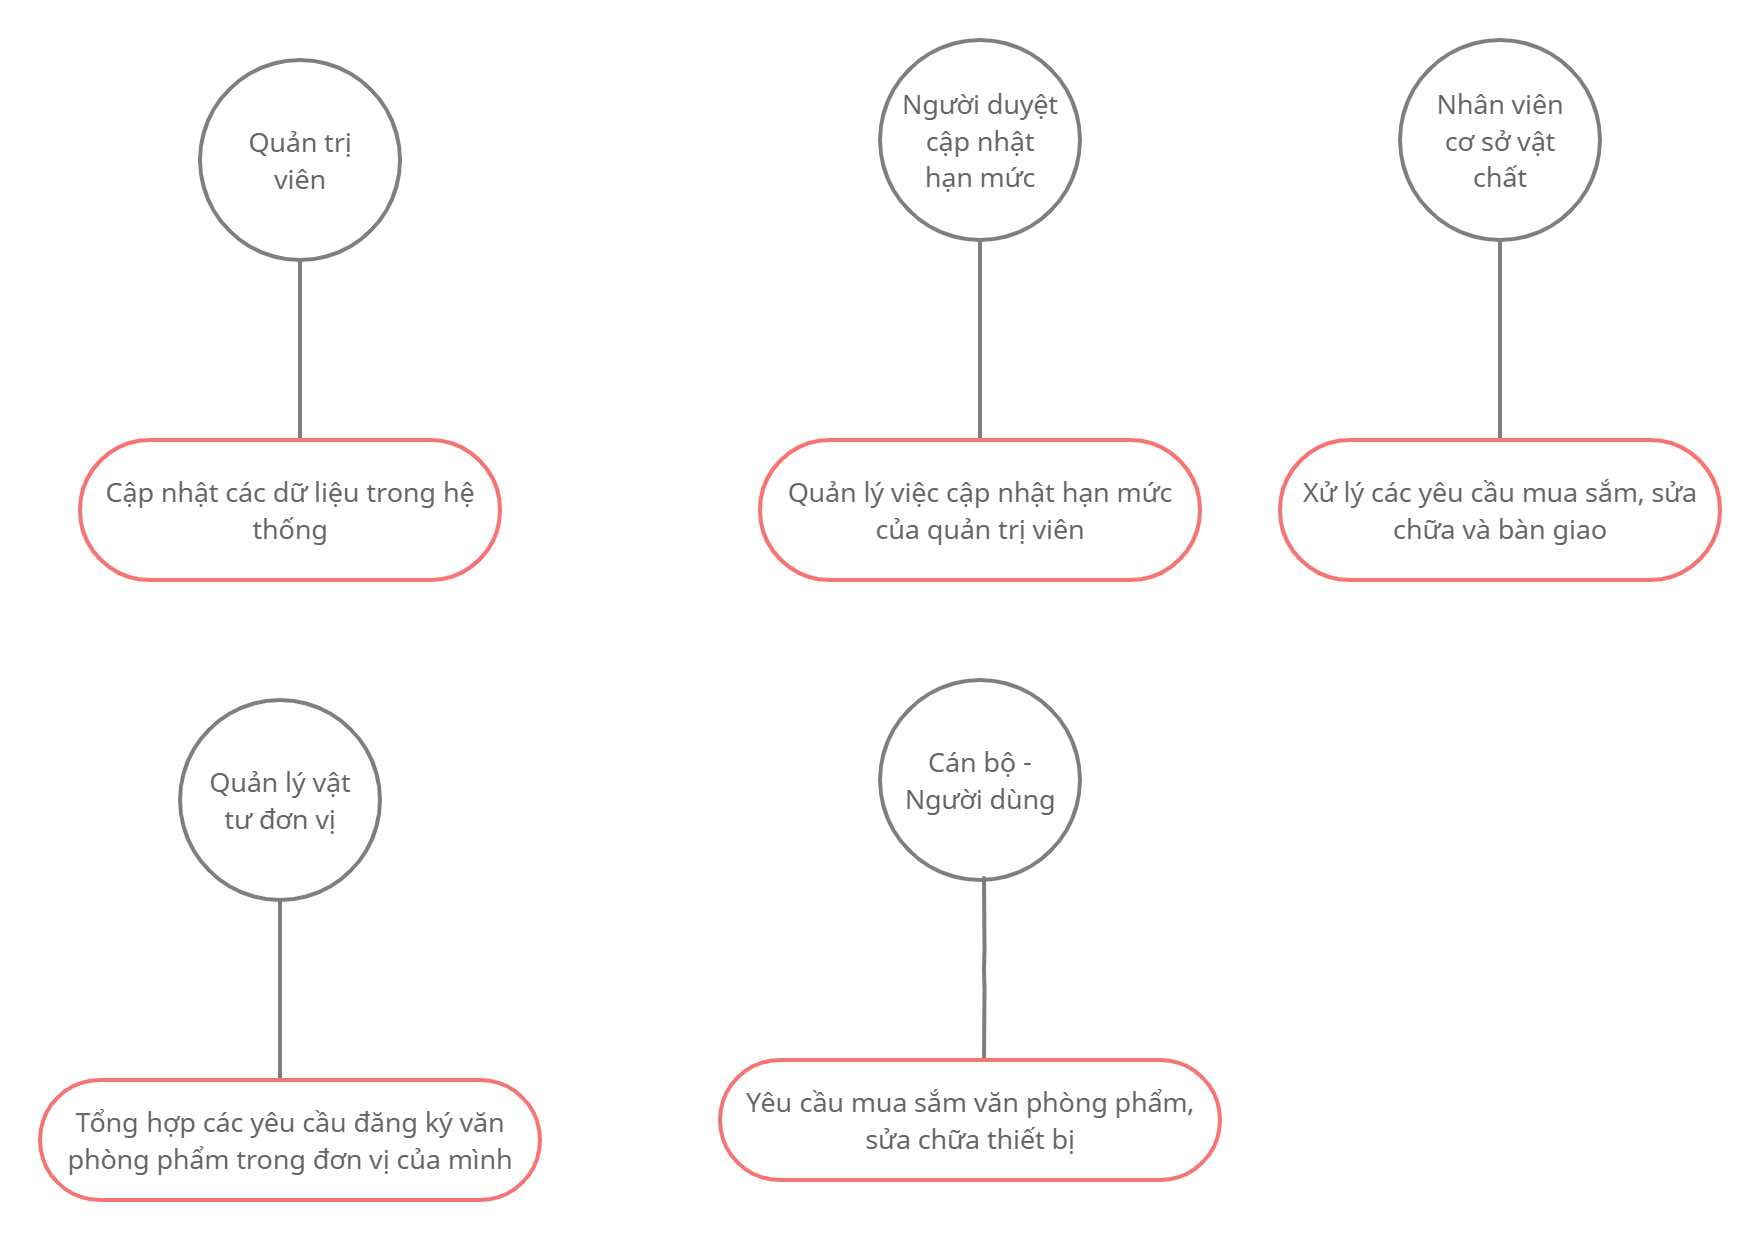 Quản trị
viên
Người duyệt
cập nhật
hạn mức
Nhân viên
cơ sở vật
chất
Cập nhật các dữ liệu trong hệ
thống
Quản lý việc cập nhật hạn mức
của quản trị viên
Xử lý các yêu cầu mua sắm, sửa
chữa và bàn giao
Quản lý vật
tư đơn vị
Cán bộ -
Người dùng
Tổng hợp các yêu cầu đăng ký văn
phòng phẩm trong đơn vị của mình
Yêu cầu mua sắm văn phòng phẩm,
sửa chữa thiết bị